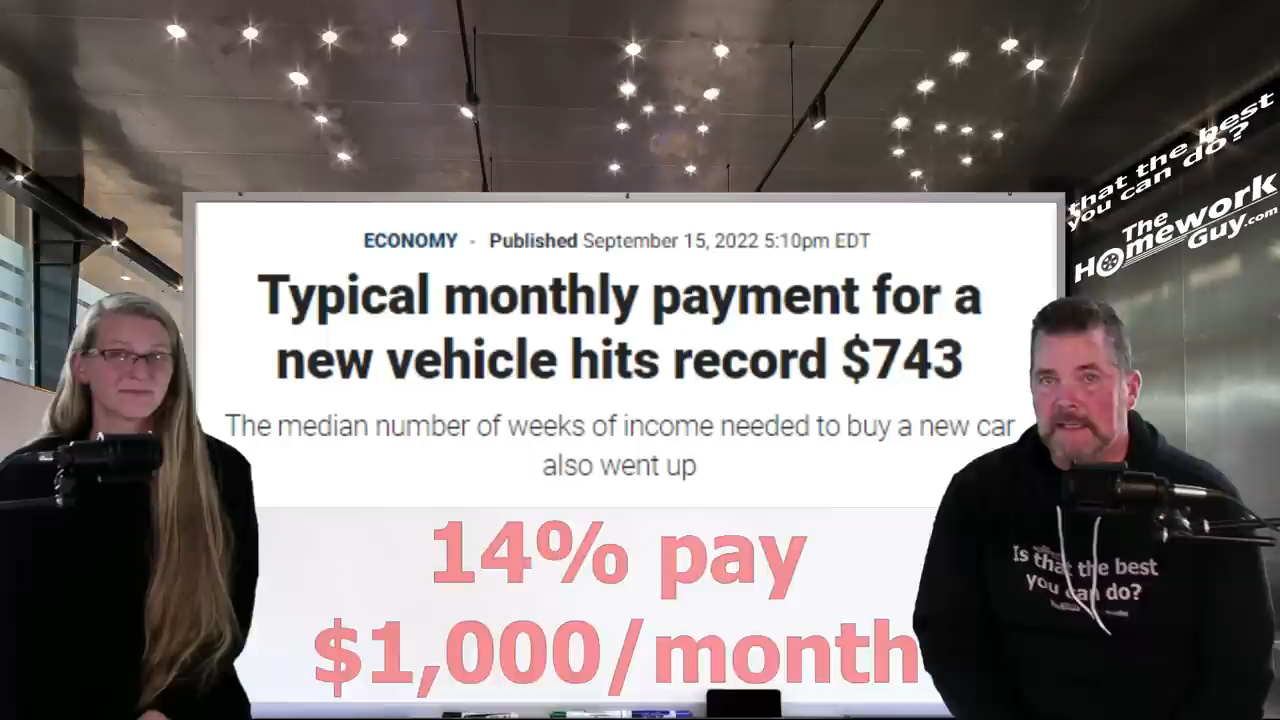 that the best
you can do?
The
Homework
Guy.com
ECONOMY - Published September 15, 2022 5:10pm EDT
Typical monthly payment for a
new vehicle hits record $743
The median number of weeks of income needed to buy a new car
also went up
14% pay
$1,000/month
Is that the best
you can do?